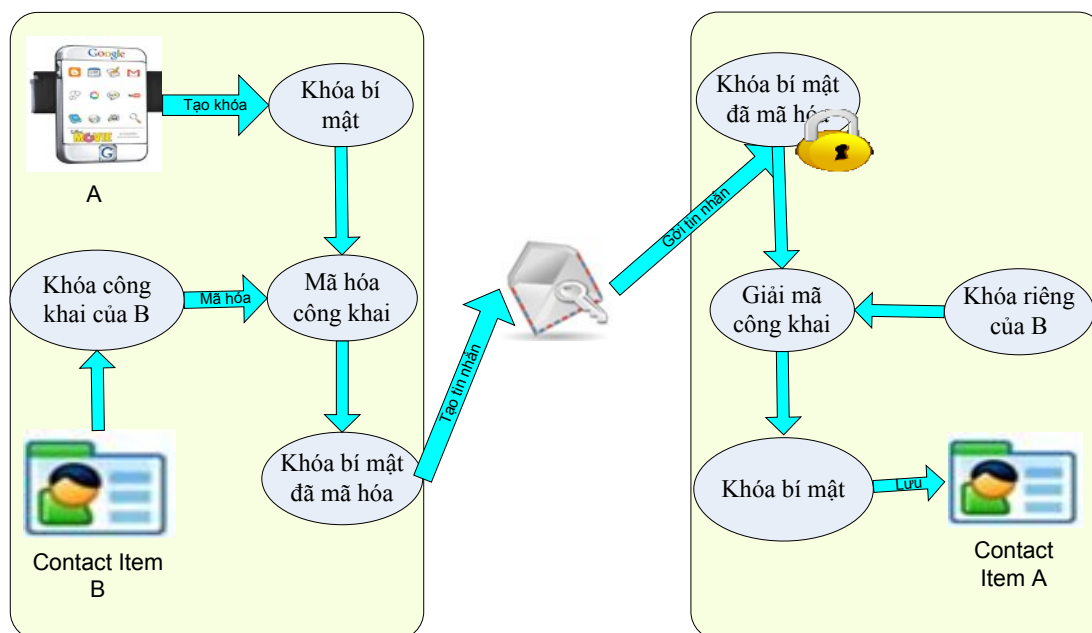 Google
MOVIE
G
A
Tạo khóa
Khóa bí
mật
Khóa công
khai của B
Mã hóa
Mã hóa
công khai
Contact Item
B
Khóa bí mật
đã mã hóa
Tạo tin nhắn
Gởi tin nhắn
Khóa bí mật
đã mã hóa
Giải mã
công khai
Khóa riêng
của B
Khóa bí mật
Lưu
Contact
Item A